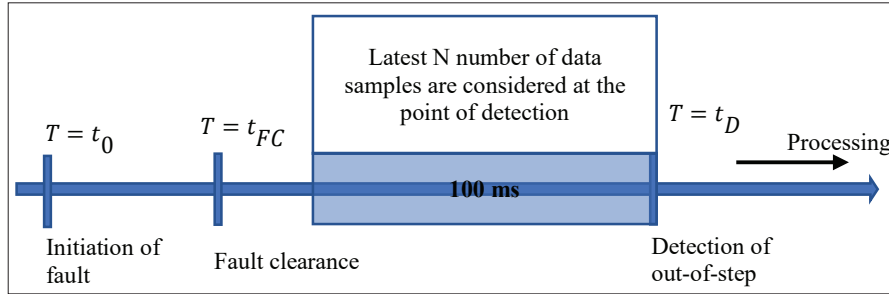 Latest N number of data
samples are considered at the
point of detection
T = t0
T = tFC
T = tD
Processing
100 ms
Initiation of
fault
Fault clearance
Detection of
out-of-step